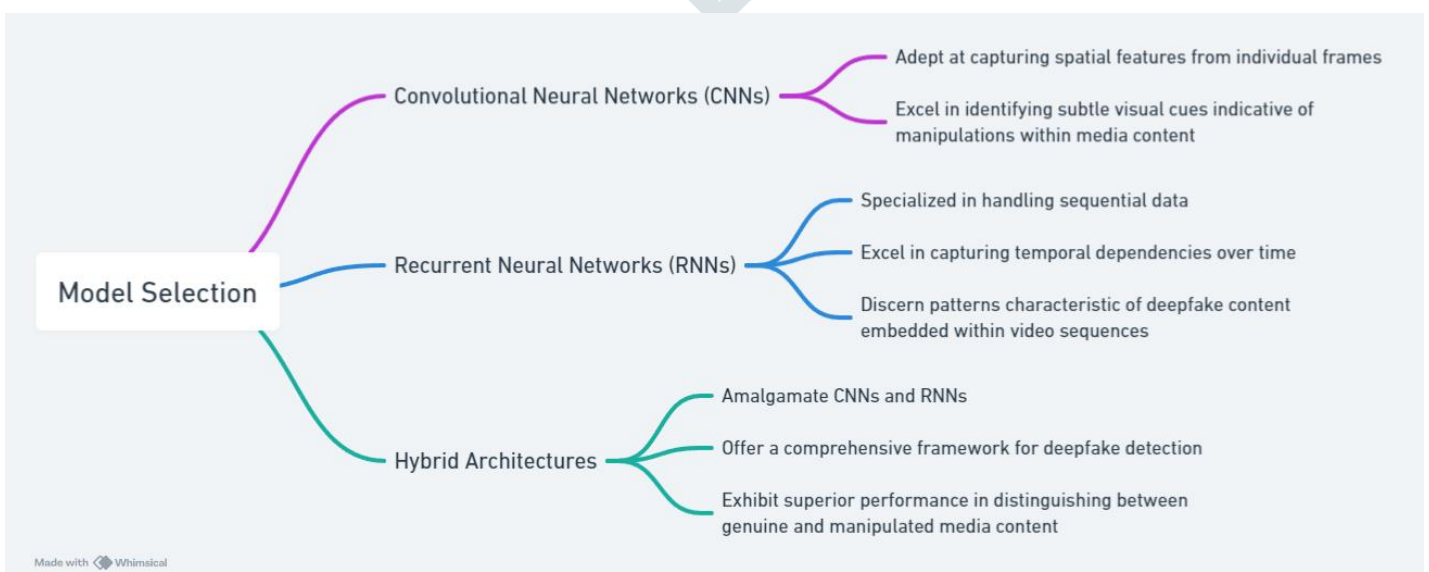 Model Selection
Convolutional Neural Networks (CNNs)
Adept at capturing spatial features from individual frames
Excel in identifying subtle visual cues indicative of
manipulations within media content
Recurrent Neural Networks (RNNs)
Specialized in handling sequential data
Excel in capturing temporal dependencies over time
Discern patterns characteristic of deepfake content
embedded within video sequences
Hybrid Architectures
Amalgamate CNNs and RNNs
Offer a comprehensive framework for deepfake detection
Exhibit superior performance in distinguishing between
genuine and manipulated media content
Made with Whimsical